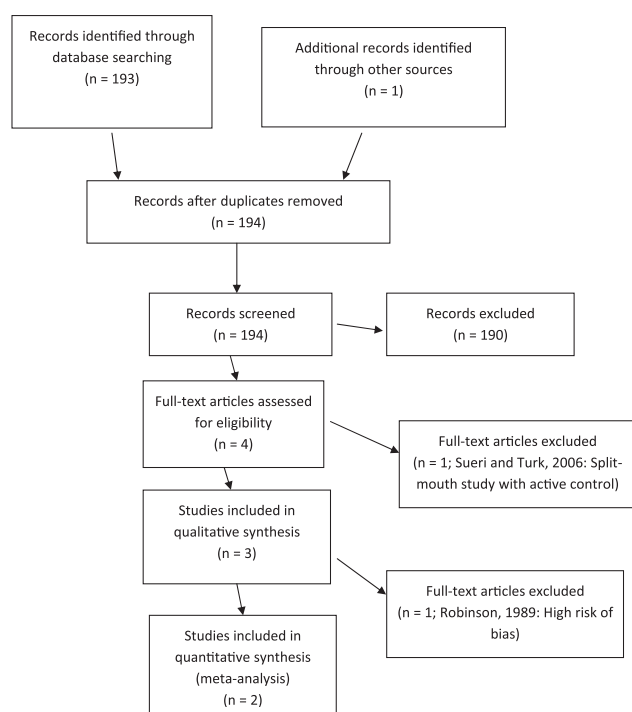 Records identified through
database searching
(n = 193)
Additional records identified
through other sources
(n = 1)
Records after duplicates removed
(n = 194)
Records screened
(n = 194)
Records excluded
(n = 190)
Full-text articles assessed
for eligibility
(n = 4)
Full-text articles excluded
(n = 1; Sueri and Turk, 2006: Split-
mouth study with active control)
Studies included in
qualitative synthesis
(n = 3)
Full-text articles excluded
(n = 1; Robinson, 1989: High risk of
bias)
Studies included in
quantitative synthesis
(meta-analysis)
(n = 2)